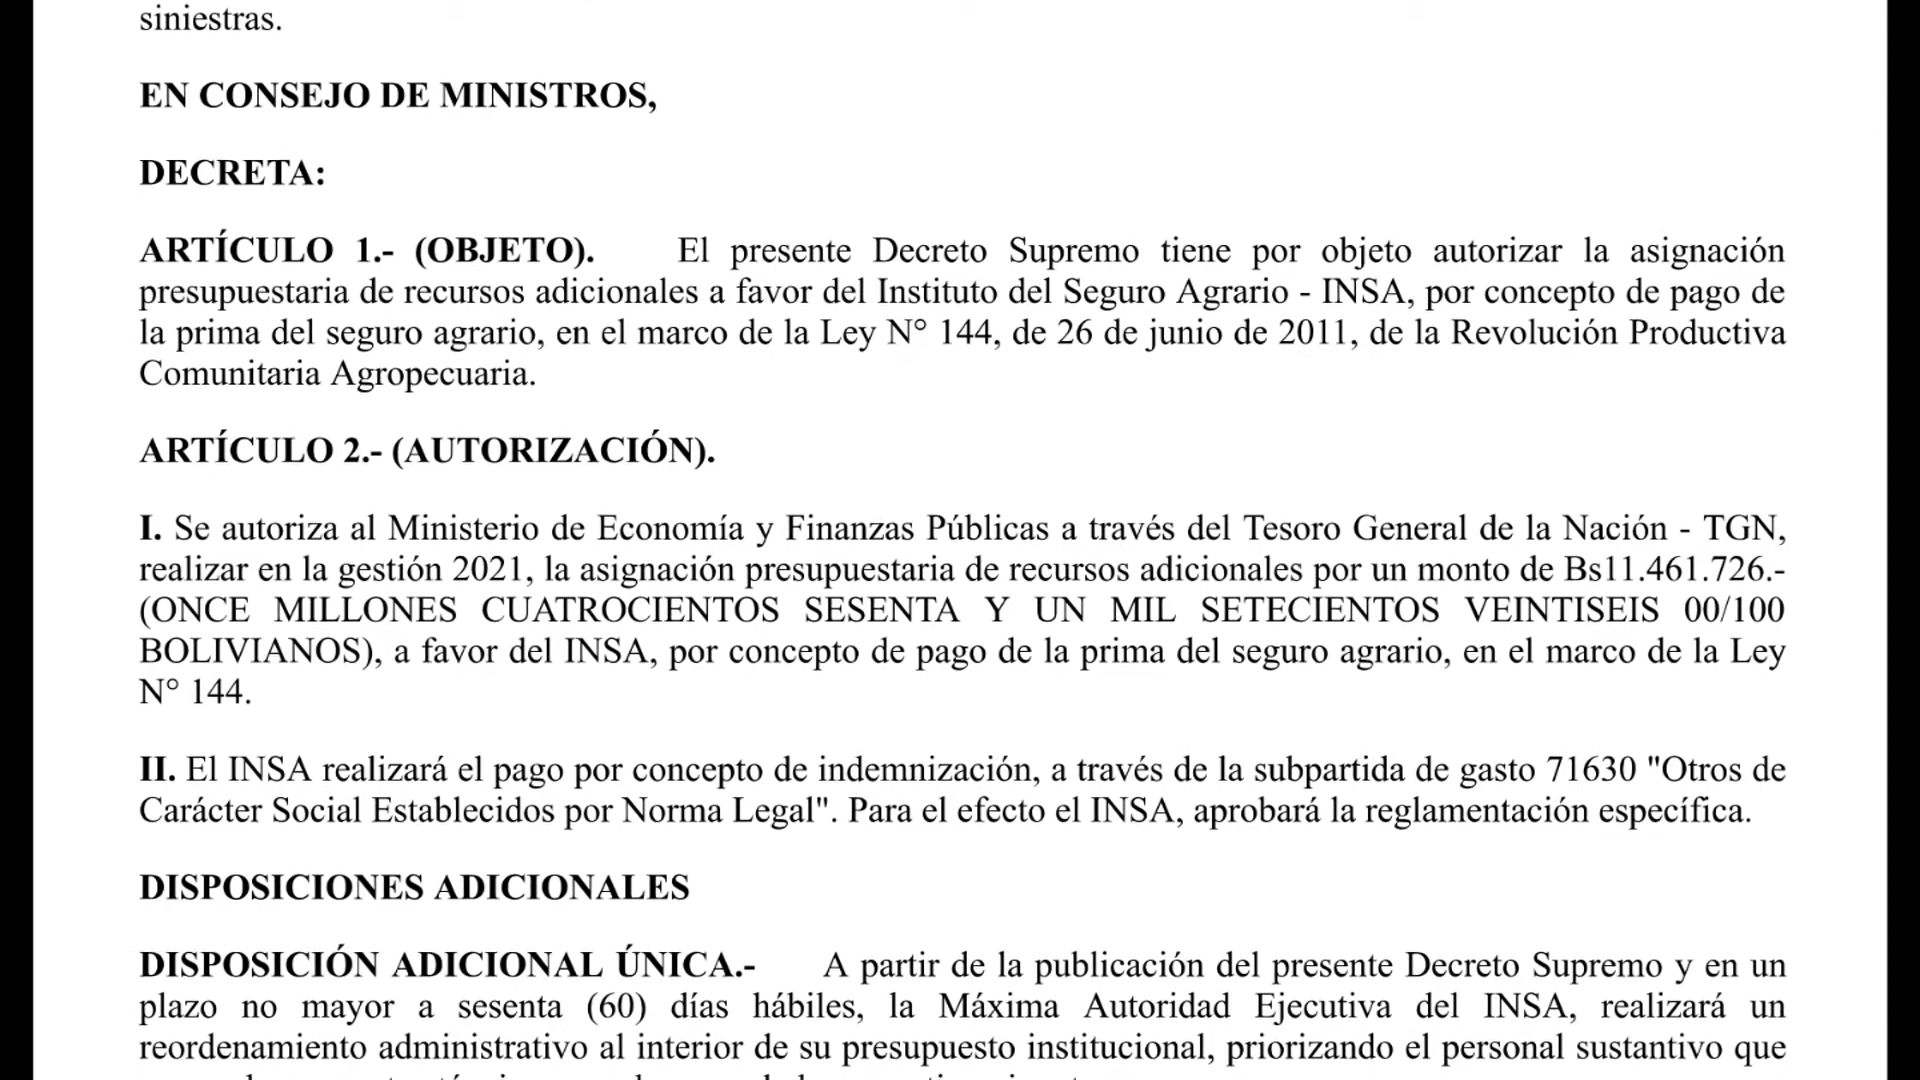 siniestras.
EN CONSEJO DE MINISTROS,
DECRETA:
ARTÍCULO 1.- (OBJETO). El presente Decreto Supremo tiene por objeto autorizar la asignación
presupuestaria de recursos adicionales a favor del Instituto del Seguro Agrario - INSA, por concepto de pago de
la prima del seguro agrario, en el marco de la Ley N° 144, de 26 de junio de 2011, de la Revolución Productiva
Comunitaria Agropecuaria.
ARTÍCULO 2.- (AUTORIZACIÓN).
I. Se autoriza al Ministerio de Economía y Finanzas Públicas a través del Tesoro General de la Nación - TGN,
realizar en la gestión 2021, la asignación presupuestaria de recursos adicionales por un monto de Bs11.461.726.-
(ONCE MILLONES CUATROCIENTOS SESENTA Y UN MIL SETECIENTOS VEINTISEIS 00/100
BOLIVIANOS), a favor del INSA, por concepto de pago de la prima del seguro agrario, en el marco de la Ley
N° 144.
II. El INSA realizará el pago por concepto de indemnización, a través de la subpartida de gasto 71630 "Otros de
Carácter Social Establecidos por Norma Legal". Para el efecto el INSA, aprobará la reglamentación específica.
DISPOSICIONES ADICIONALES
DISPOSICIÓN ADICIONAL ÚNICA.- A partir de la publicación del presente Decreto Supremo y en un
plazo no mayor a sesenta (60) días hábiles, la Máxima Autoridad Ejecutiva del INSA, realizará un
reordenamiento administrativo al interior de su presupuesto institucional, priorizando el personal sustantivo que